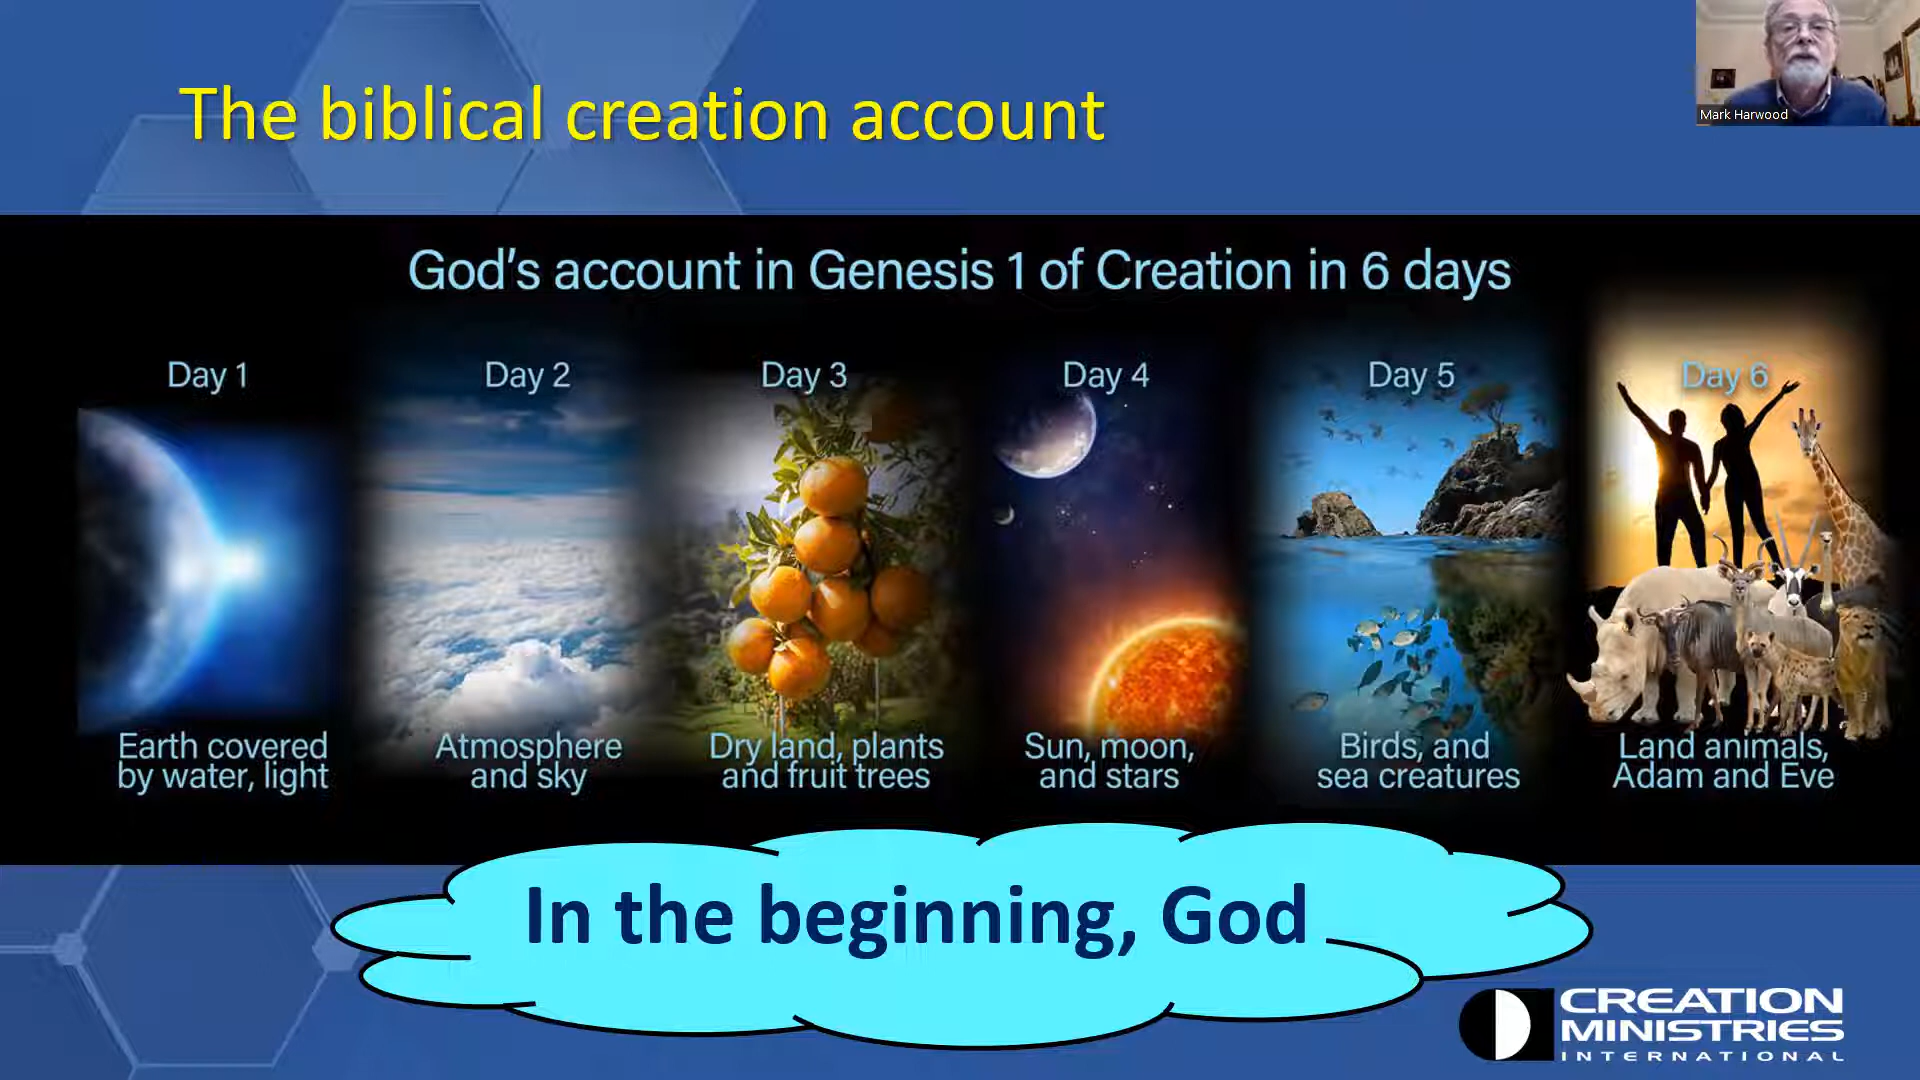 The biblical creation account
Mark Harwood
God's account in Genesis 1 of Creation in 6 days
Day 1
Day 2
Day 3
Day 4
Day 5
Day 6
Earth covered
by water, light
Atmosphere
and sky
Dry land, plants
and fruit trees
Sun, moon,
and stars
Birds, and
sea creatures
Land animals,
Adam and Eve
In the beginning, God
CREATION
MINISTRIES
INTERNATIONAL